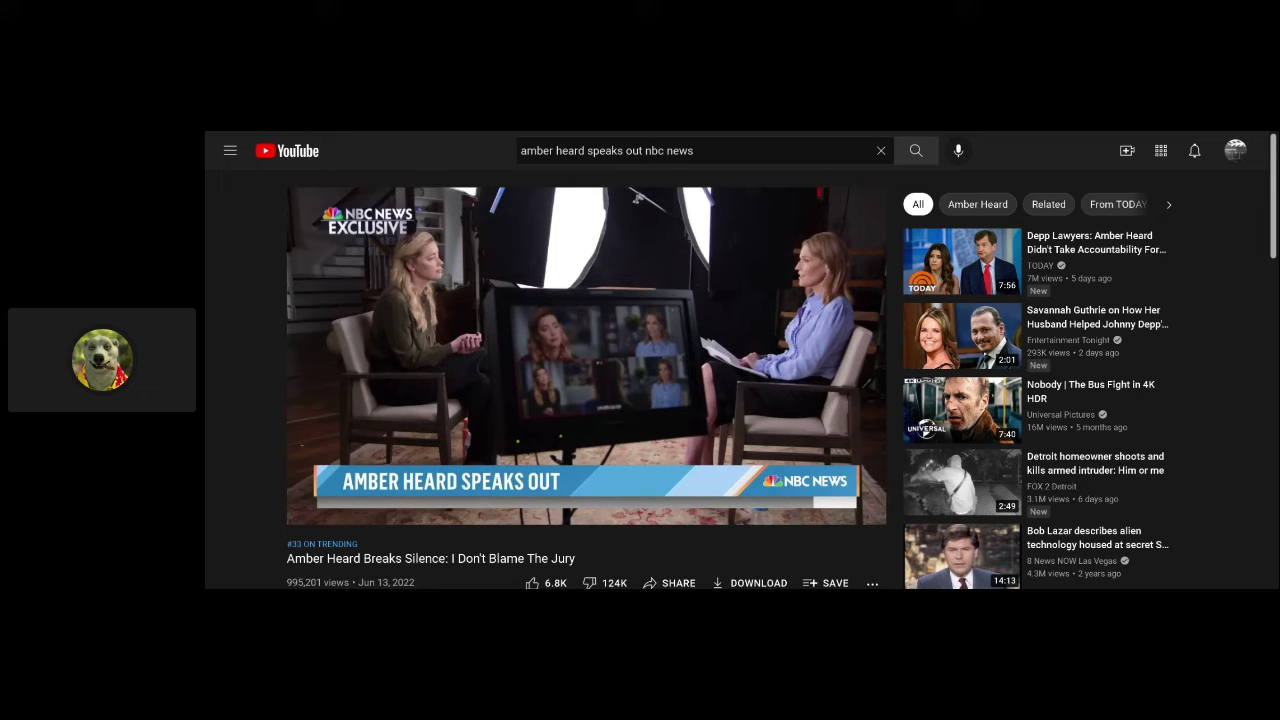 YouTube
amber heard speaks out nbc news
NBC NEWS
EXCLUSIVE
AMBER HEARD SPEAKS OUT
NBC NEWS
#33 ON TRENDING
Amber Heard Breaks Silence: I Don't Blame The Jury
995,201 views • Jun 13, 2022
6.8K
124K
SHARE
DOWNLOAD
SAVE
All
Amber Heard
Related
From TODAY
TODAY
7:56
Depp Lawyers: Amber Heard
Didn't Take Accountability For...
TODAY
7M views • 5 days ago
New
2:01
Savannah Guthrie on How Her
Husband Helped Johnny Depp'...
Entertainment Tonight
293K views • 2 days ago
New
4K ULTRA HD
UNIVERSAL
7:40
Nobody | The Bus Fight in 4K
HDR
Universal Pictures
16M views • 5 months ago
2:49
Detroit homeowner shoots and
kills armed intruder: Him or me
FOX 2 Detroit
3.1M views • 6 days ago
New
14:13
Bob Lazar describes alien
technology housed at secret S...
8 News NOW Las Vegas
4.3M views • 2 years ago